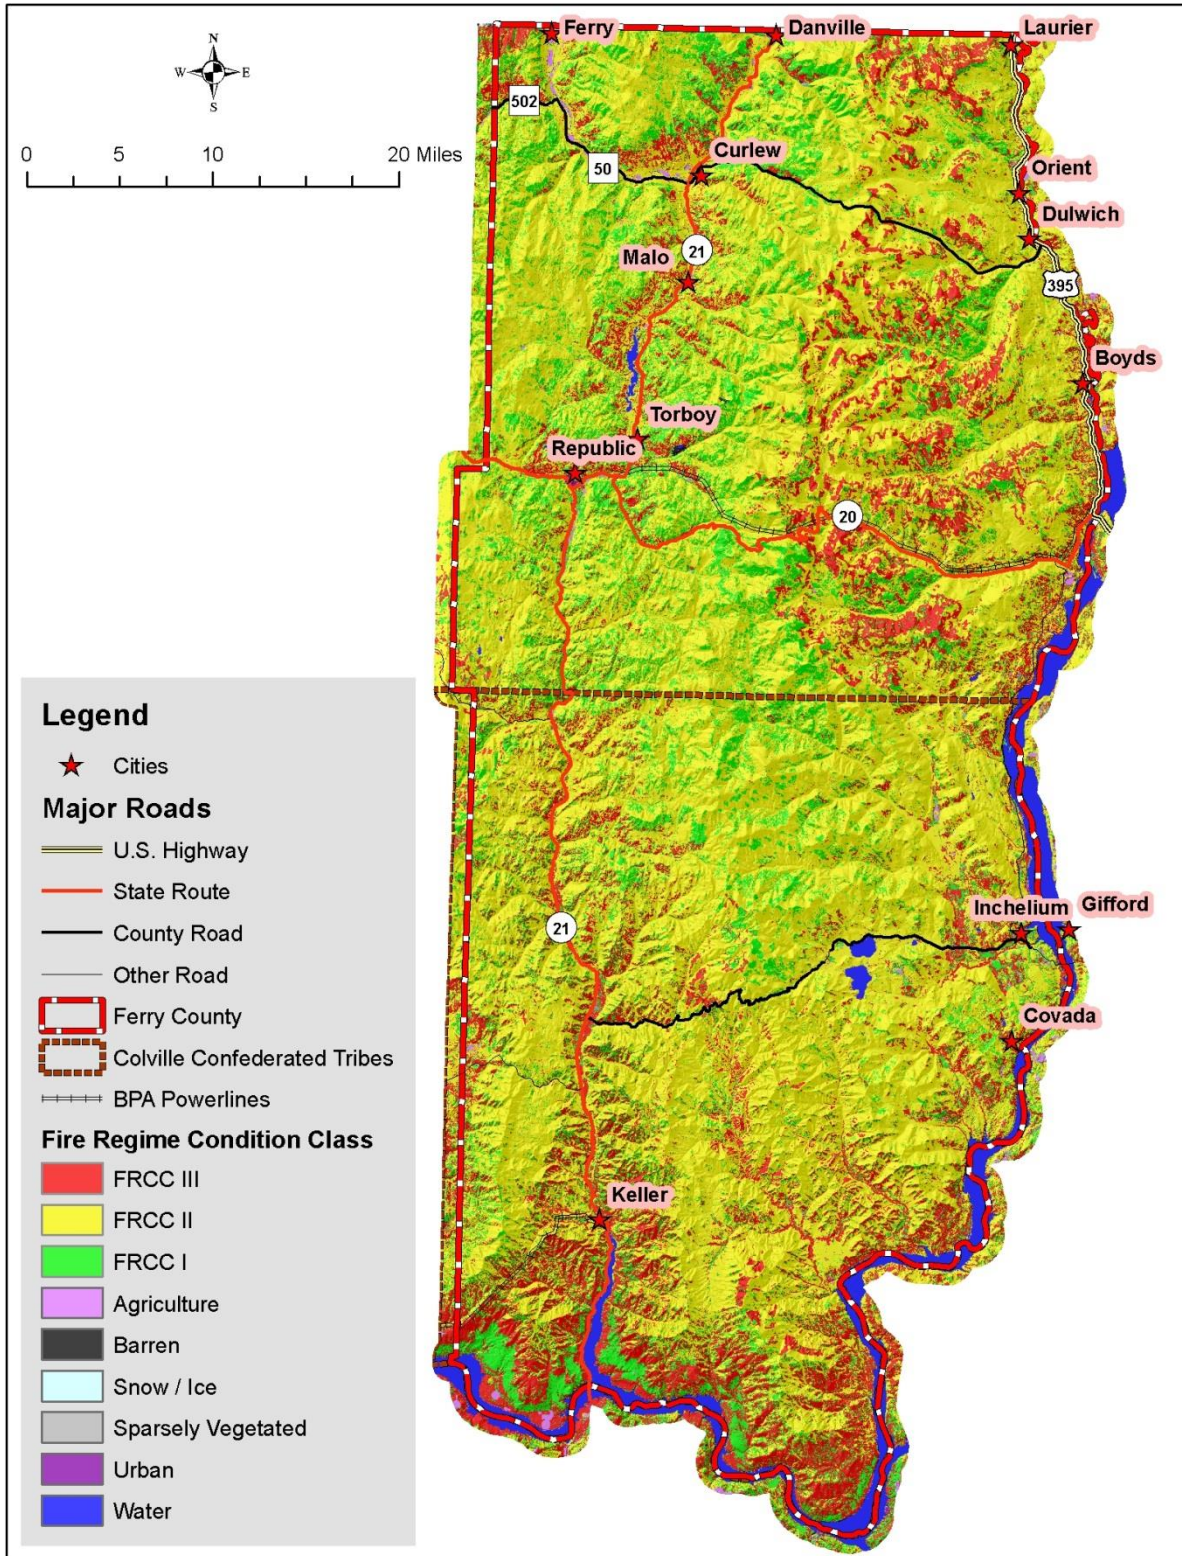 Ferry
Danville
Laurier
N
W E
S
502
0 5 10 20 Miles
50
Curlew
Orient
Dulwich
21
Malo
395
Boyds
Torboy
Republic
20
Legend
Cities
Major Roads
U.S. Highway
State Route
County Road
Other Road
Ferry County
Colville Confederated Tribes
BPA Powerlines
Fire Regime Condition Class
FRCC III
FRCC II
FRCC I
Agriculture
Barren
Snow / Ice
Sparsely Vegetated
Urban
Water
21
Inchelium
Gifford
Covada
Keller